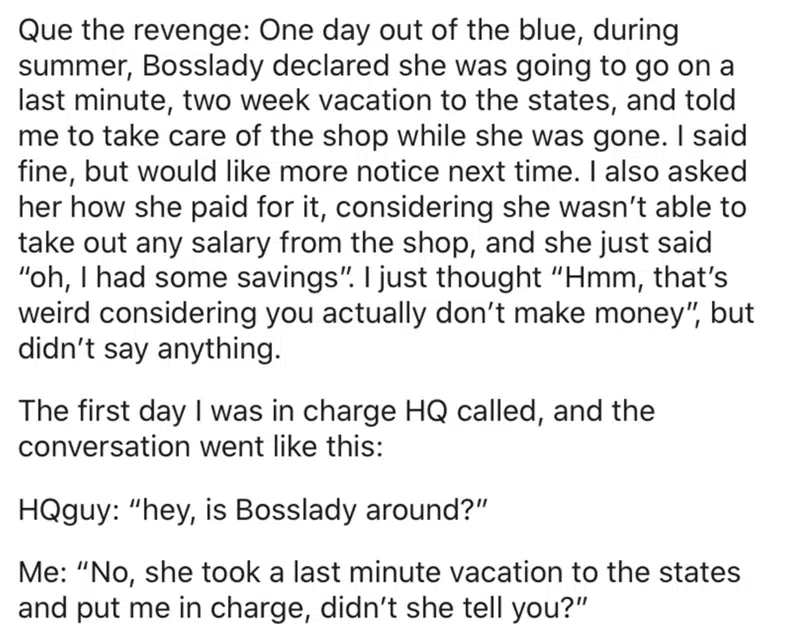 Que the revenge: One day out of the blue, during
summer, Bosslady declared she was going to go on a
last minute, two week vacation to the states, and told
me to take care of the shop while she was gone. I said
fine, but would like more notice next time. I also asked
her how she paid for it, considering she wasn’t able to
take out any salary from the shop, and she just said
“oh, I had some savings”. I just thought “Hmm, that’s
weird considering you actually don’t make money”, but
didn’t say anything.
The first day I was in charge HQ called, and the
conversation went like this:
HQguy: “hey, is Bosslady around?”
Me: “No, she took a last minute vacation to the states
and put me in charge, didn’t she tell you?”